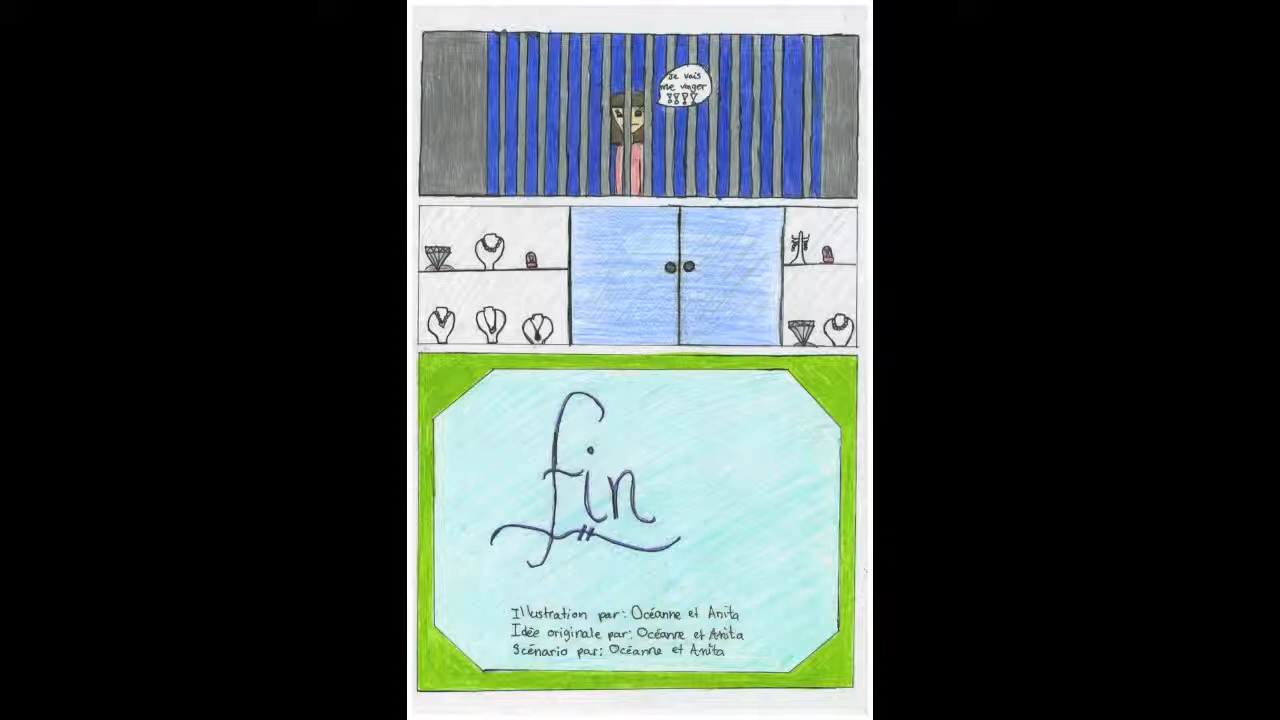 Je vais
me venger
!!!!
fin
Illustration par: Océanne et Anita
Idée originale par: Océanne et Anita
Scénario par: Océanne et Anita